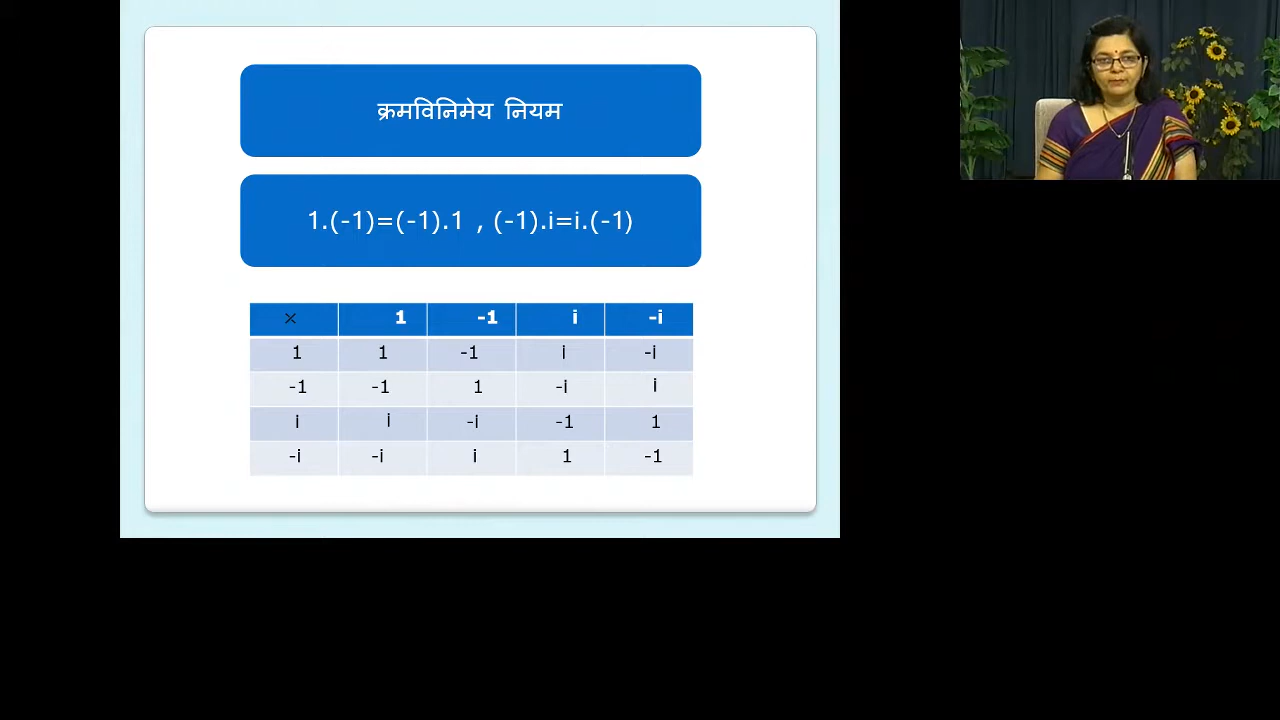 क्रमविनिमेय नियम
1.(-1)=(-1).1 , (-1).i=i.(-1)
× 1 -1 i -i
1 1 -1 i -i
-1 -1 1 -i i
i i -i -1 1
-i -i i 1 -1